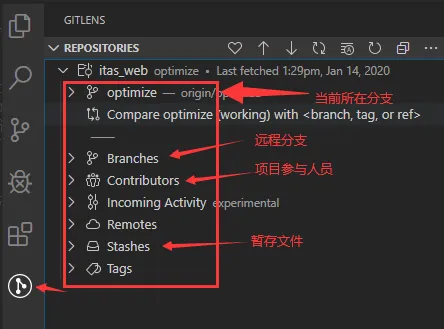 GITLENS
REPOSITORIES
itas_web optimize • Last fetched 1:29pm, Jan 14, 2020
optimize — origin/
当前所在分支
Compare optimize (working) with <branch, tag, or ref>
Branches
远程分支
Contributors
项目参与人员
Incoming Activity experimental
Remotes
Stashes
暂存文件
Tags